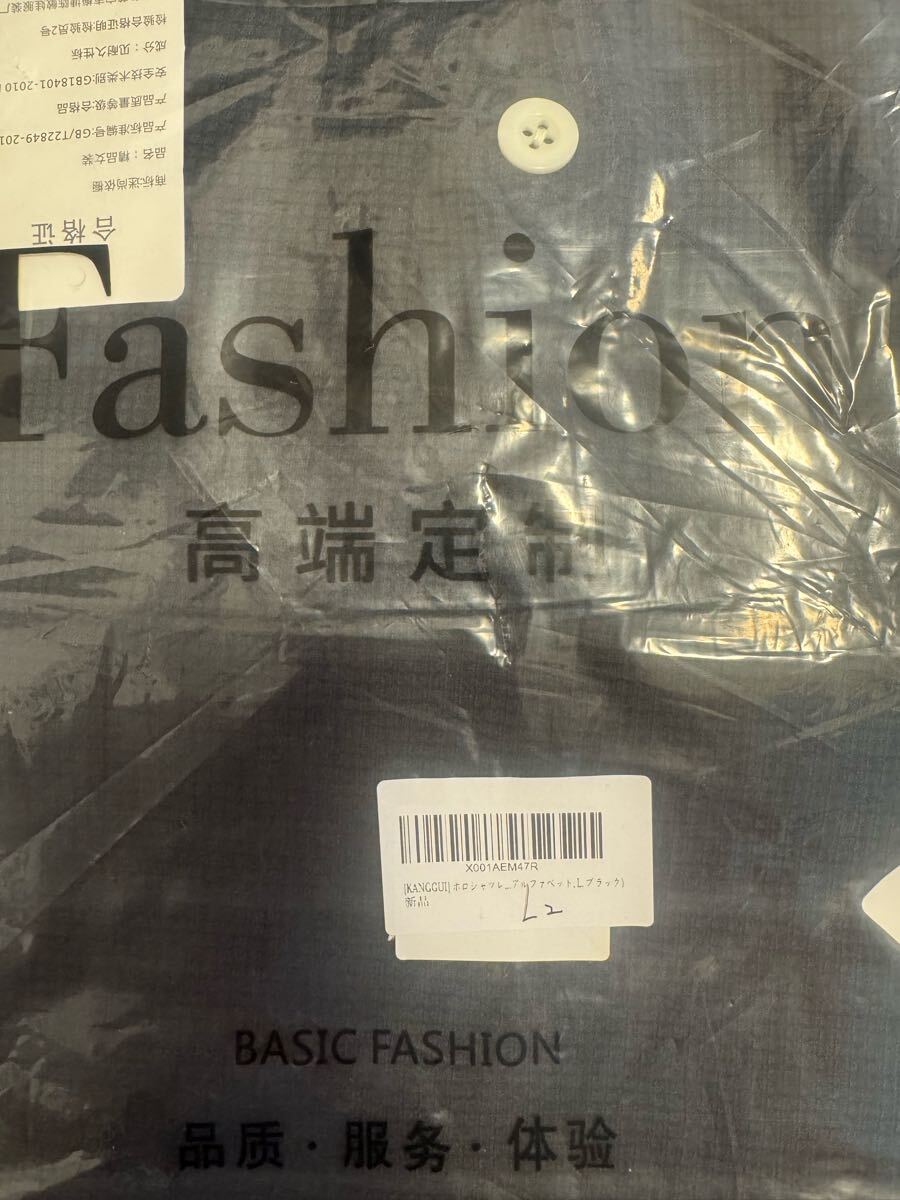 合格证
商标:迷尚依橱
品名：精品女装
产品标准编号:GB/T22849-201
产品质量等级:合格品
安全技术类别:GB18401-2010
成分：见耐久性标
检验合格证明:检验员2号
Fashion
高端定制
X001AEM47R
[KANGGUI] ポロシャツレ_アルファベット,L,ブラック)
新品
L2
BASIC FASHION
品质·服务·体验